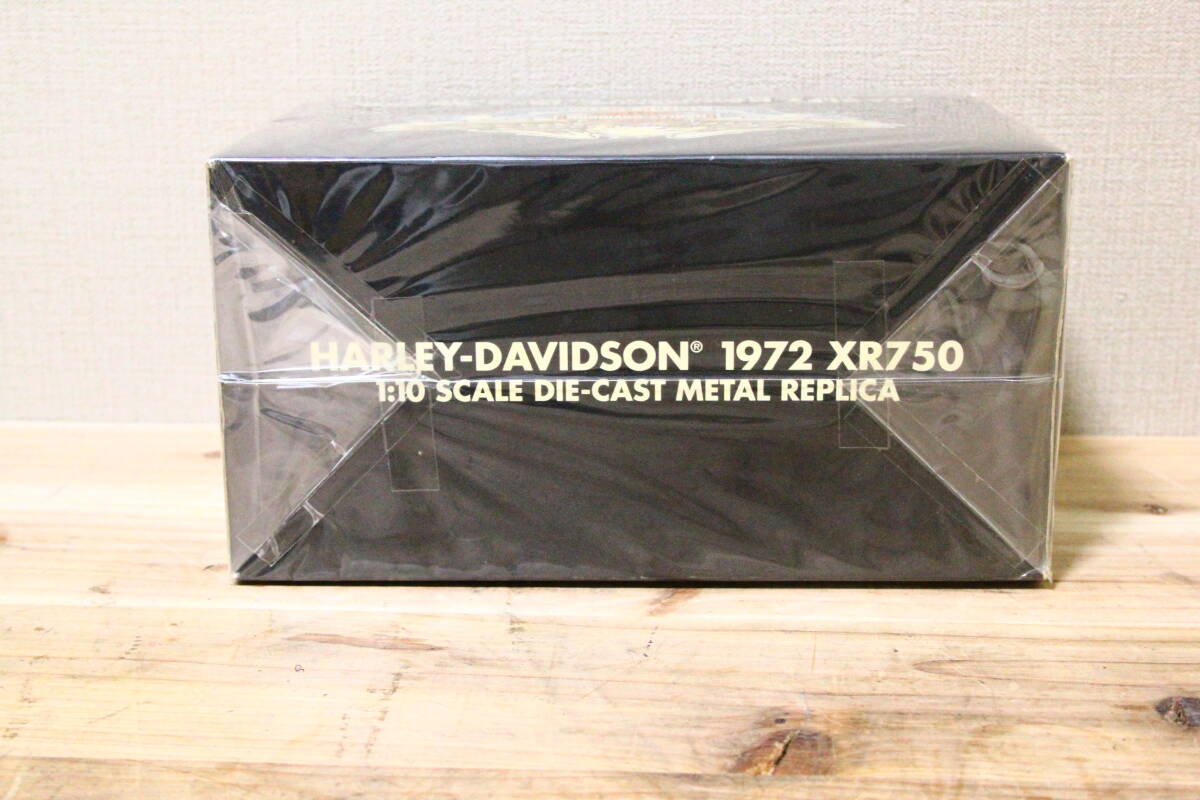 HARLEY-DAVIDSON® 1972 XR750
1:10 SCALE DIE-CAST METAL REPLICA